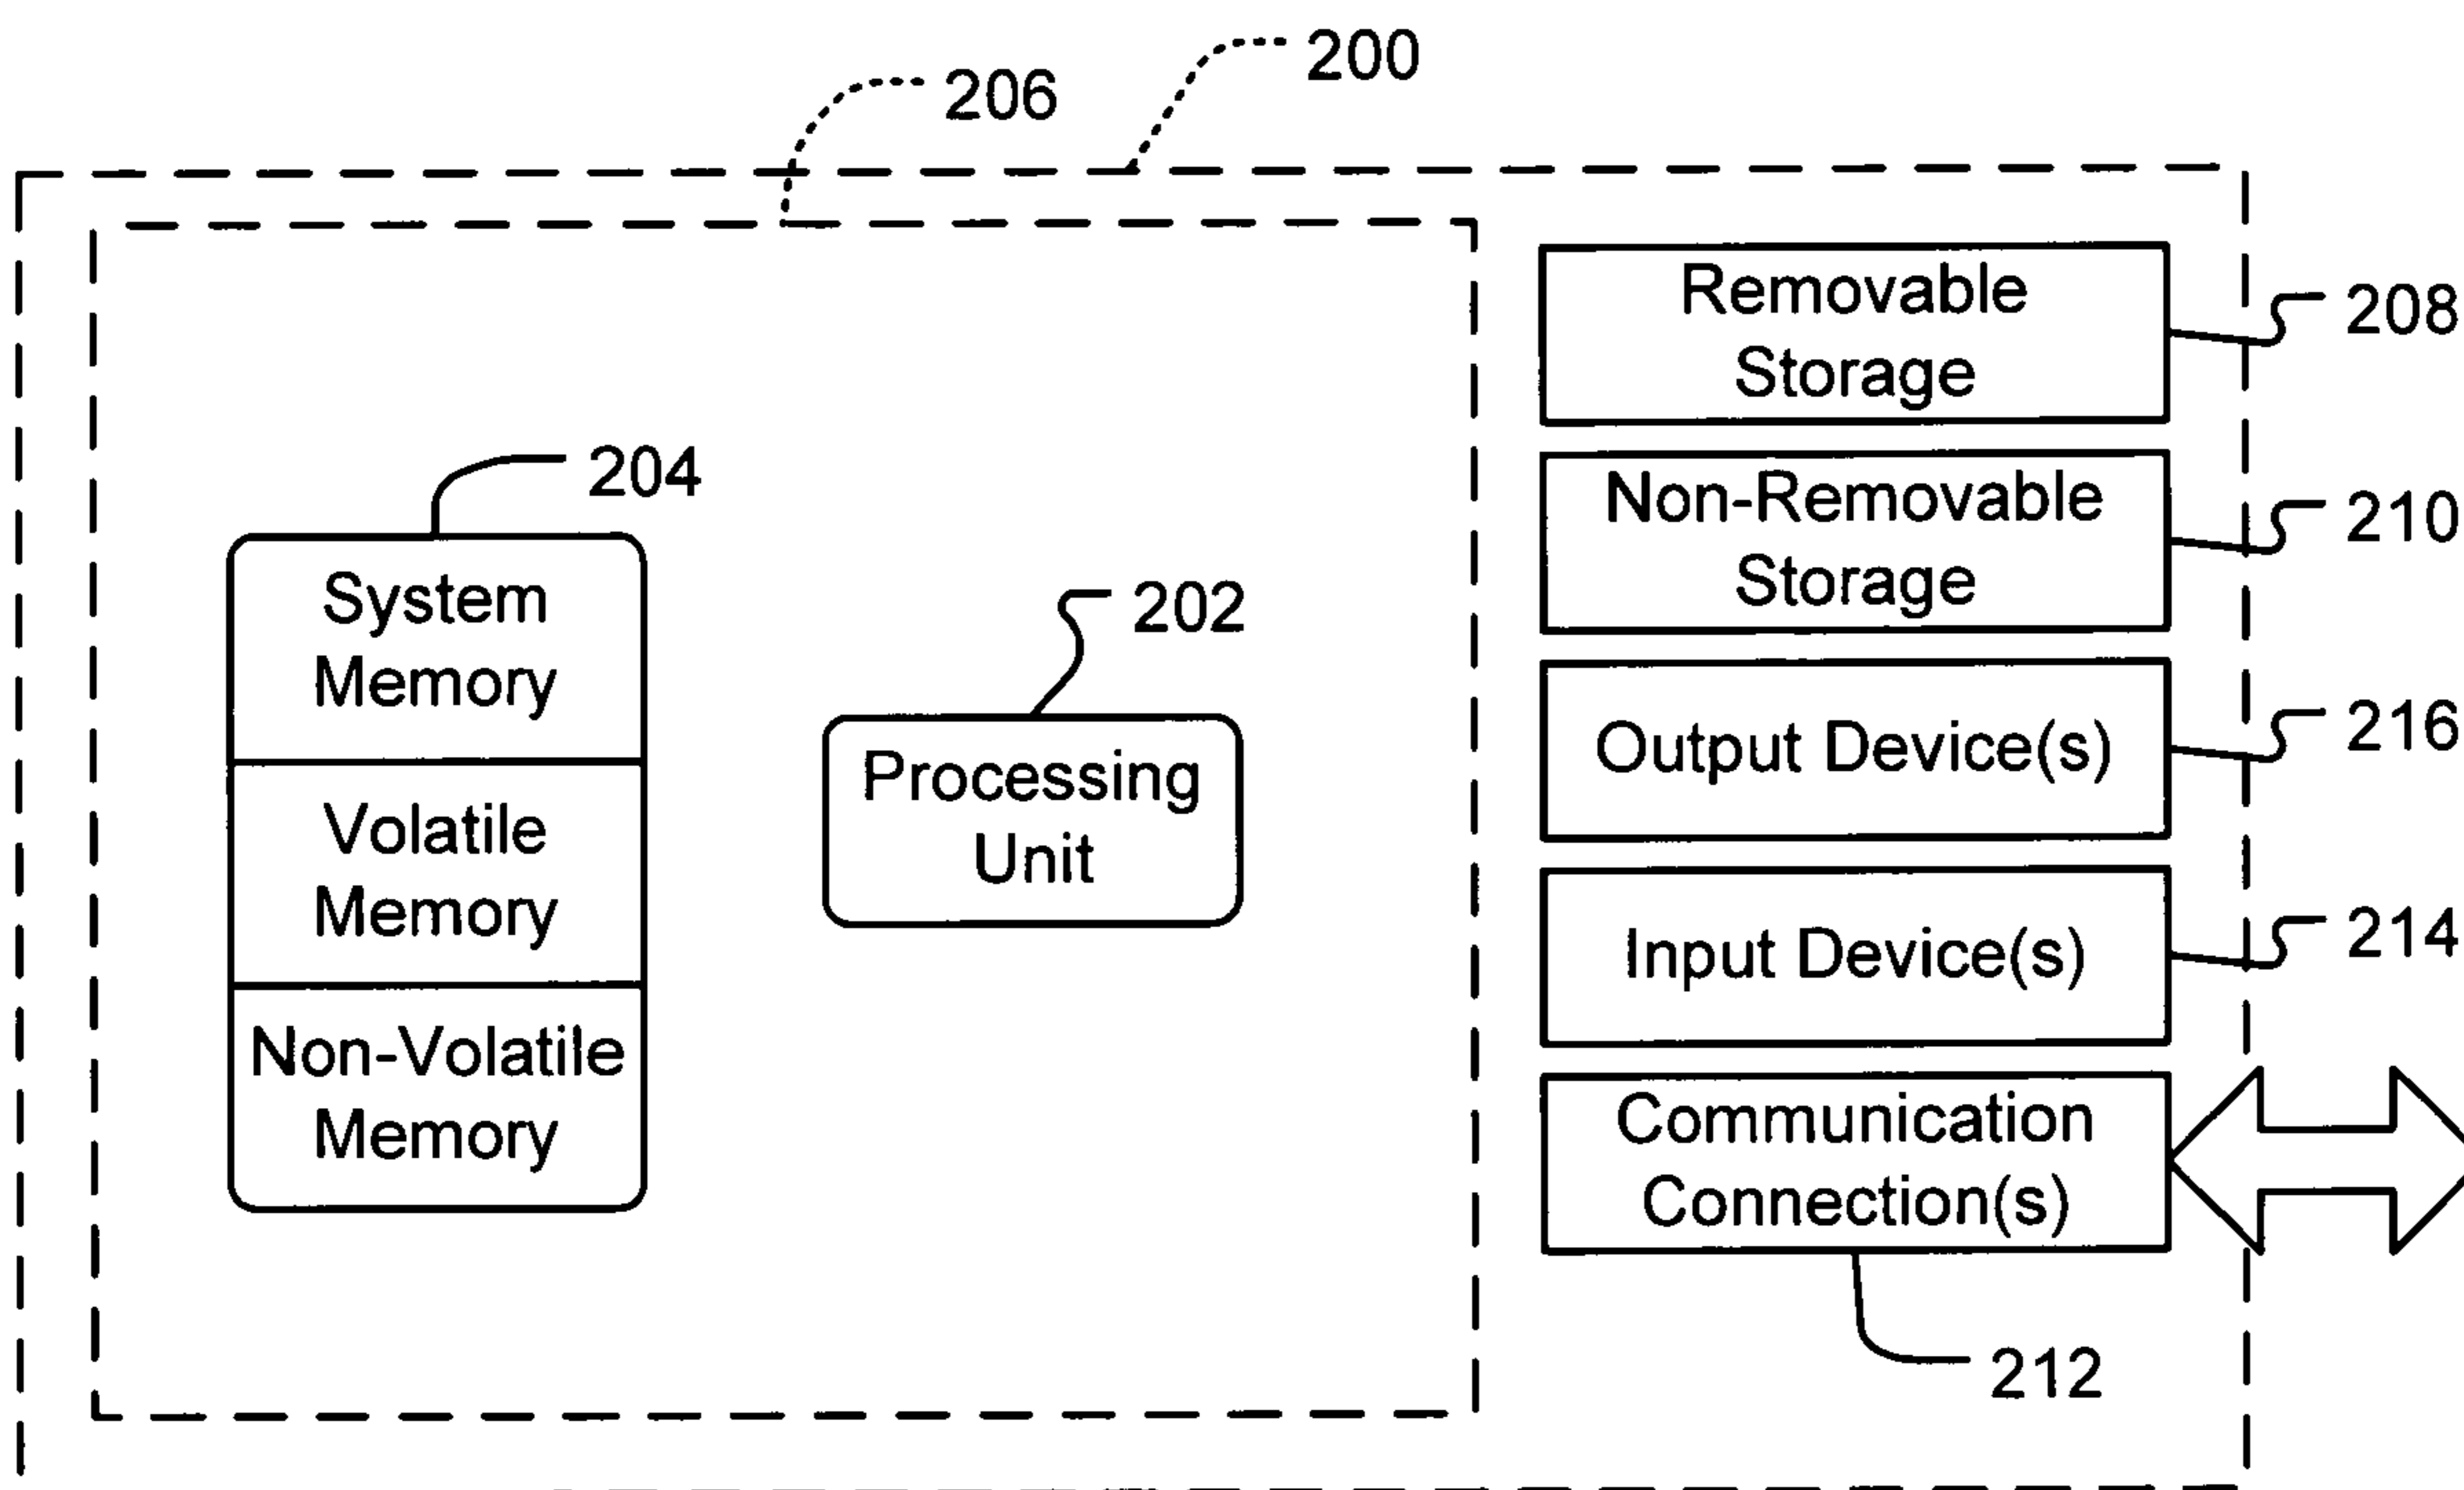 200
206
Removable
Storage
208
204
Non-Removable
Storage
210
System
Memory
202
Output Device(s)
216
Processing
Unit
Volatile
Memory
Input Device(s)
214
Non-Volatile
Memory
Communication
Connection(s)
212